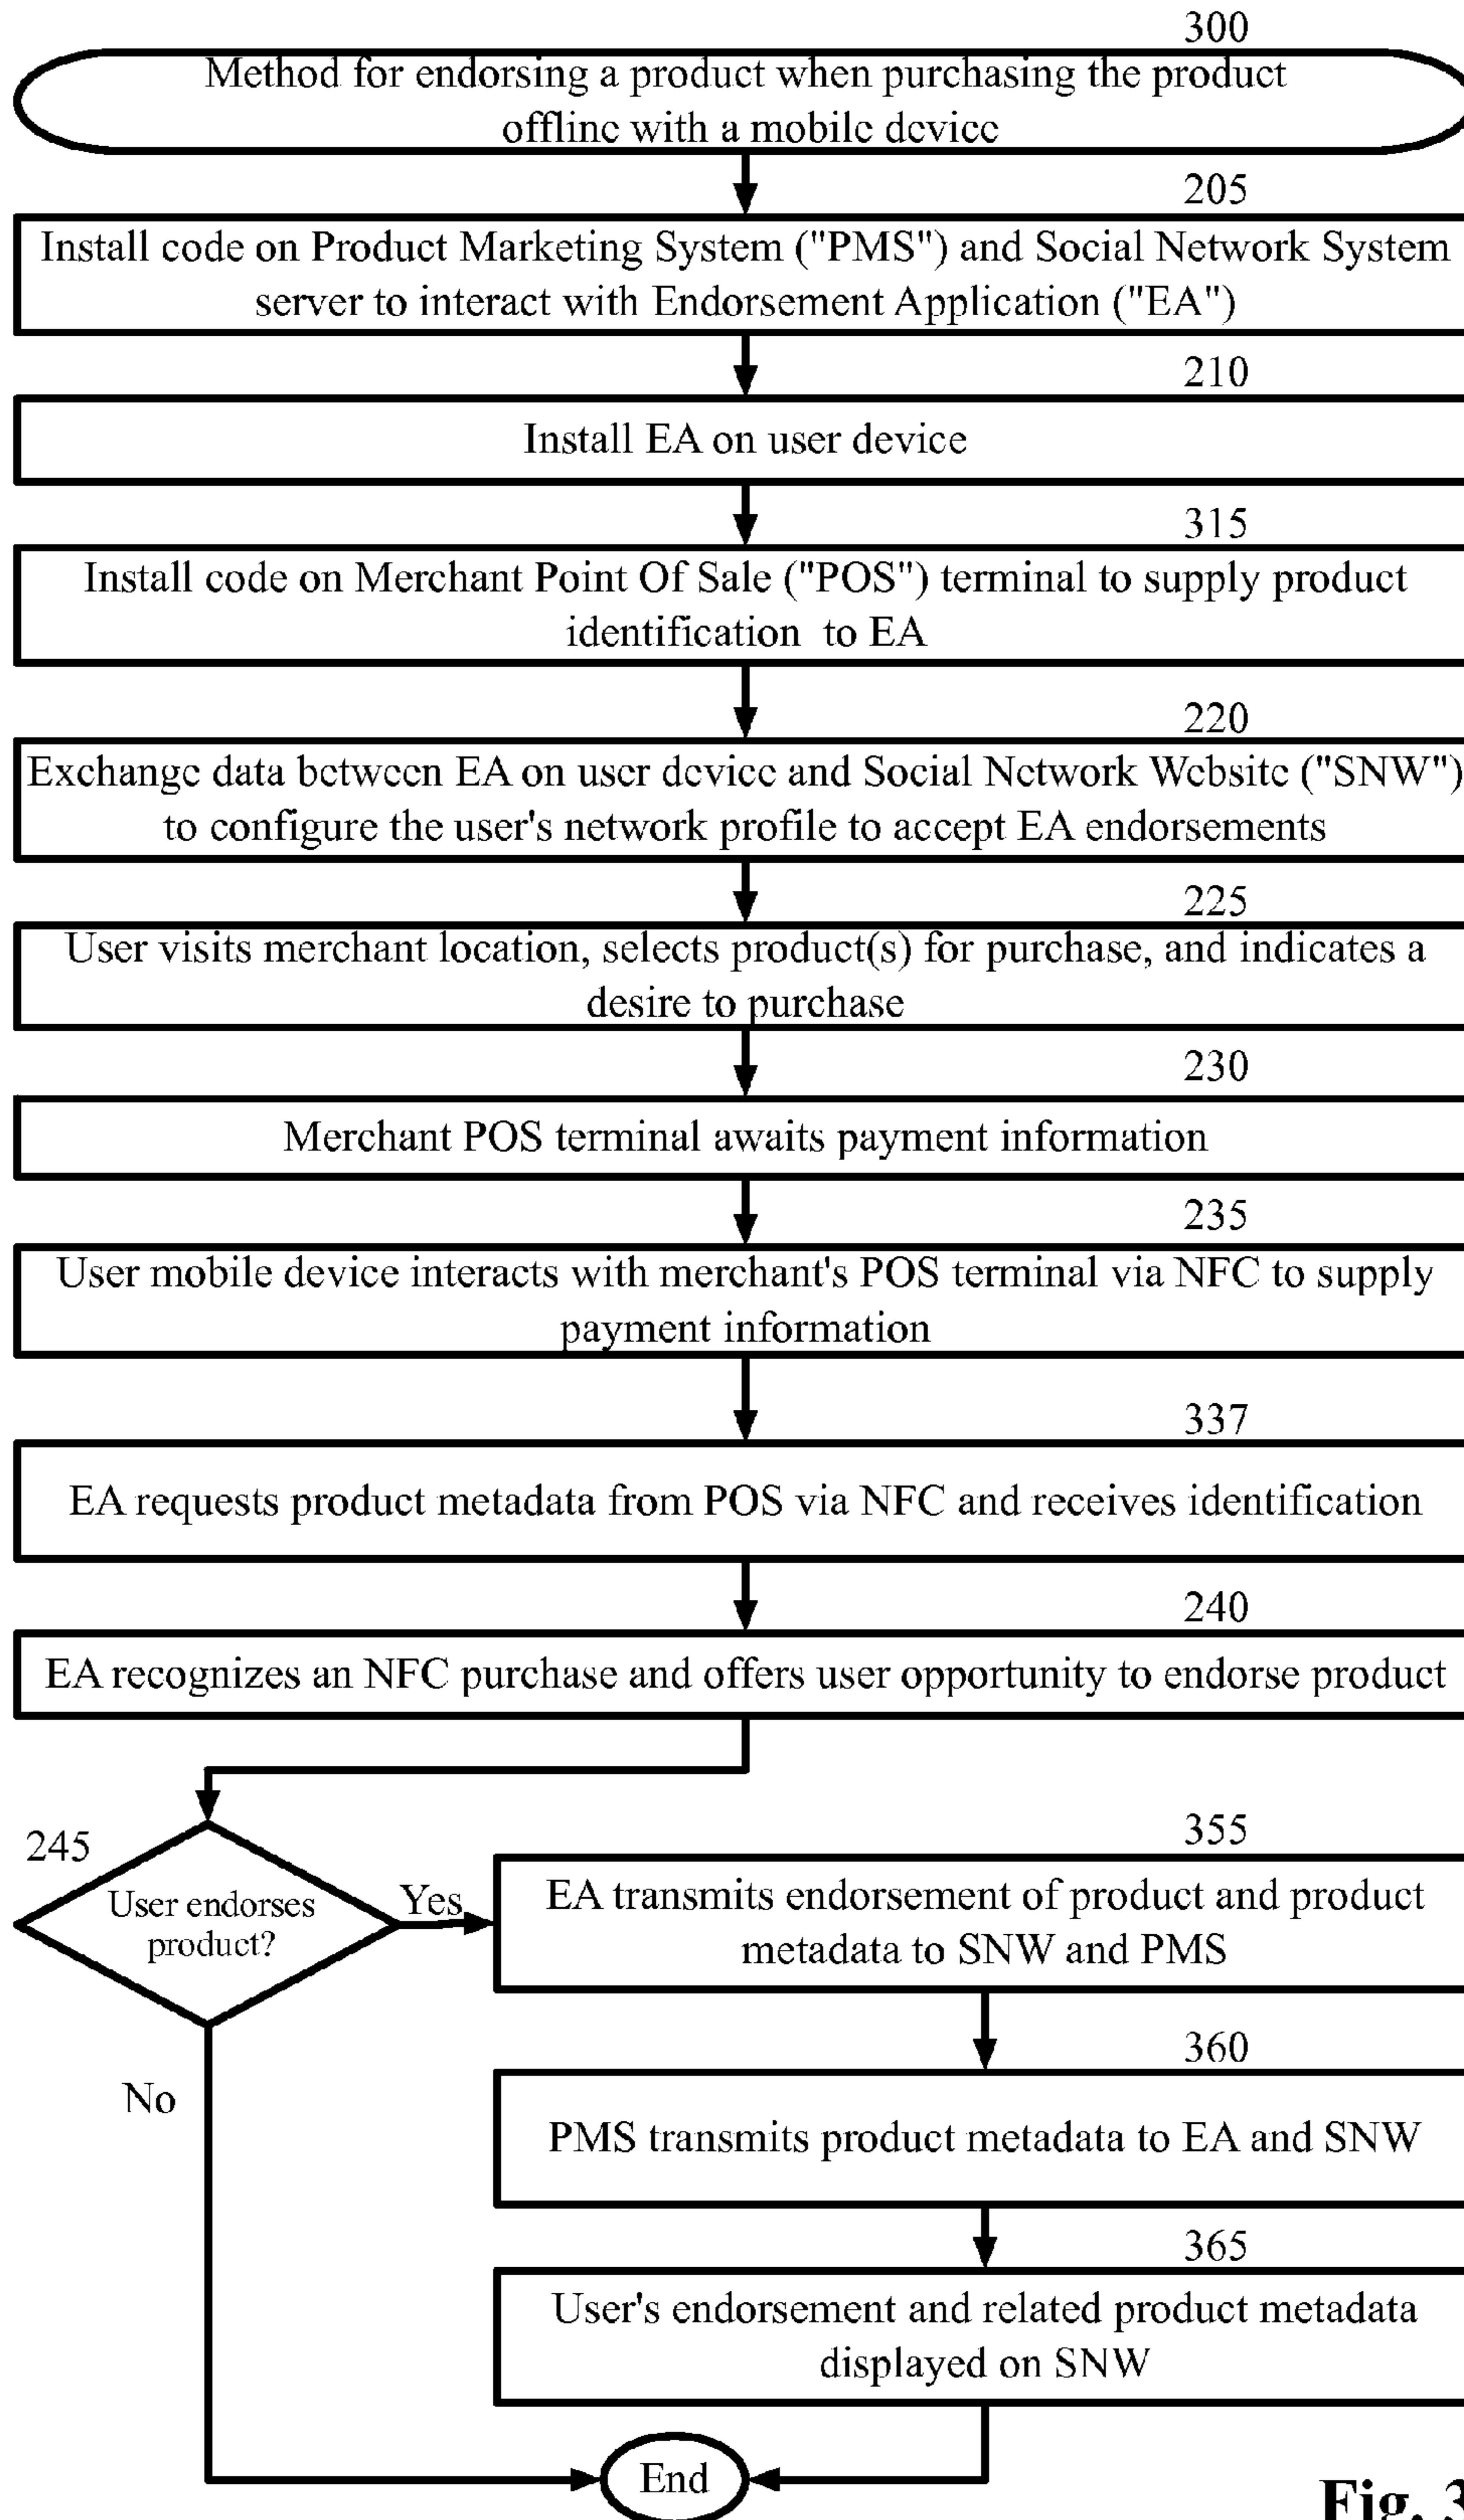 300
Method for endorsing a product when purchasing the product
offline with a mobile device
205
Install code on Product Marketing System ("PMS") and Social Network System
server to interact with Endorsement Application ("EA")
210
Install EA on user device
315
Install code on Merchant Point Of Sale ("POS") terminal to supply product
identification to EA
220
Exchange data between EA on user device and Social Network Website ("SNW")
to configure the user's network profile to accept EA endorsements
225
User visits merchant location, selects product(s) for purchase, and indicates a
desire to purchase
230
Merchant POS terminal awaits payment information
235
User mobile device interacts with merchant's POS terminal via NFC to supply
payment information
337
EA requests product metadata from POS via NFC and receives identification
240
EA recognizes an NFC purchase and offers user opportunity to endorse product
245
User endorses
product?
Yes
355
EA transmits endorsement of product and product
metadata to SNW and PMS
No
360
PMS transmits product metadata to EA and SNW
365
User's endorsement and related product metadata
displayed on SNW
End
Fig. 3